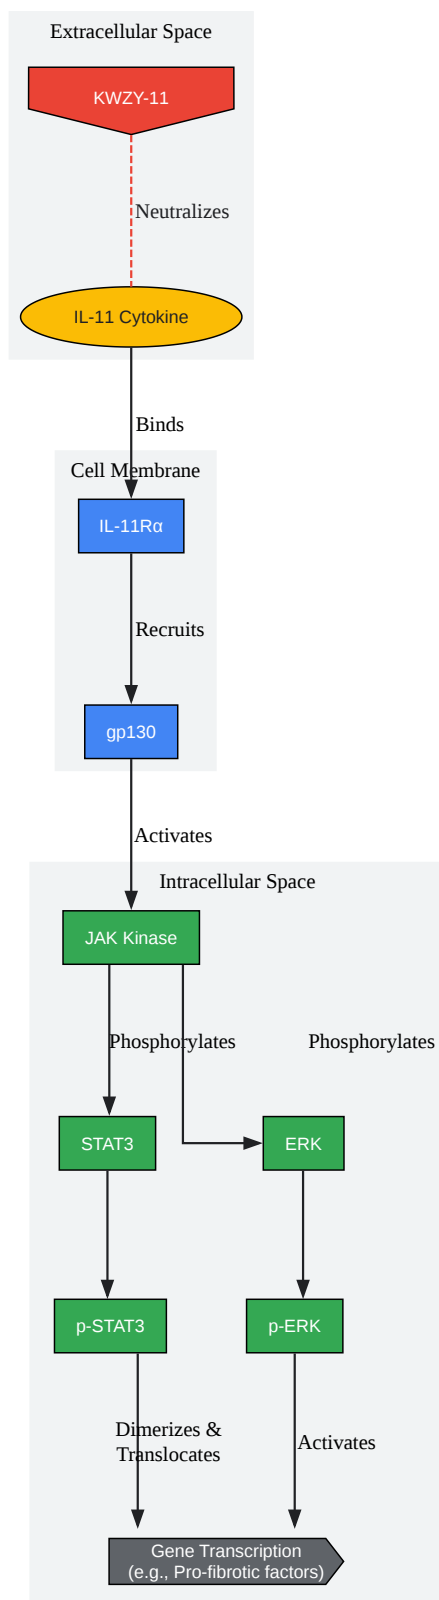 Extracellular Space
KWZY-11
Neutralizes
IL-11 Cytokine
Binds
Cell Membrane
IL-11Rα
Recruits
gp130
Activates
Intracellular Space
JAK Kinase
Phosphorylates
Phosphorylates
STAT3
ERK
p-STAT3
p-ERK
Dimerizes &
Translocates
Activates
Gene Transcription
(e.g., Pro-fibrotic factors)